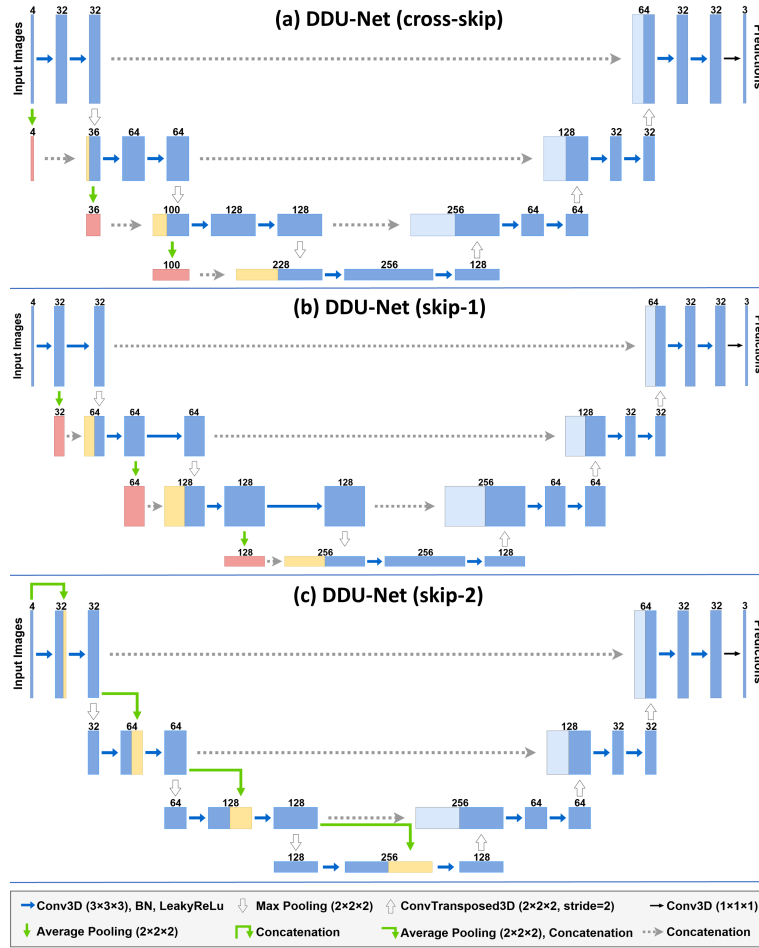 (a) DDU-Net (cross-skip)
4 32 32 64 32 32 3
Input Images
Predictions
4 36 64 64 128 32 32
36 100 128 128 256 64 64
100 228 256 128
(b) DDU-Net (skip-1)
4 32 32 64 32 32 3
Input Images
Predictions
32 64 64 64 128 32 32
64 128 128 128 256 64 64
128 256 256 128
(c) DDU-Net (skip-2)
4 32 32 64 32 32 3
Input Images
Predictions
32 64 64 128 32 32
64 128 128 256 64 64
128 256 128
Conv3D (3×3×3), BN, LeakyReLu Max Pooling (2×2×2) ConvTransposed3D (2×2×2, stride=2) Conv3D (1×1×1)
Average Pooling (2×2×2) Concatenation Average Pooling (2×2×2), Concatenation Concatenation